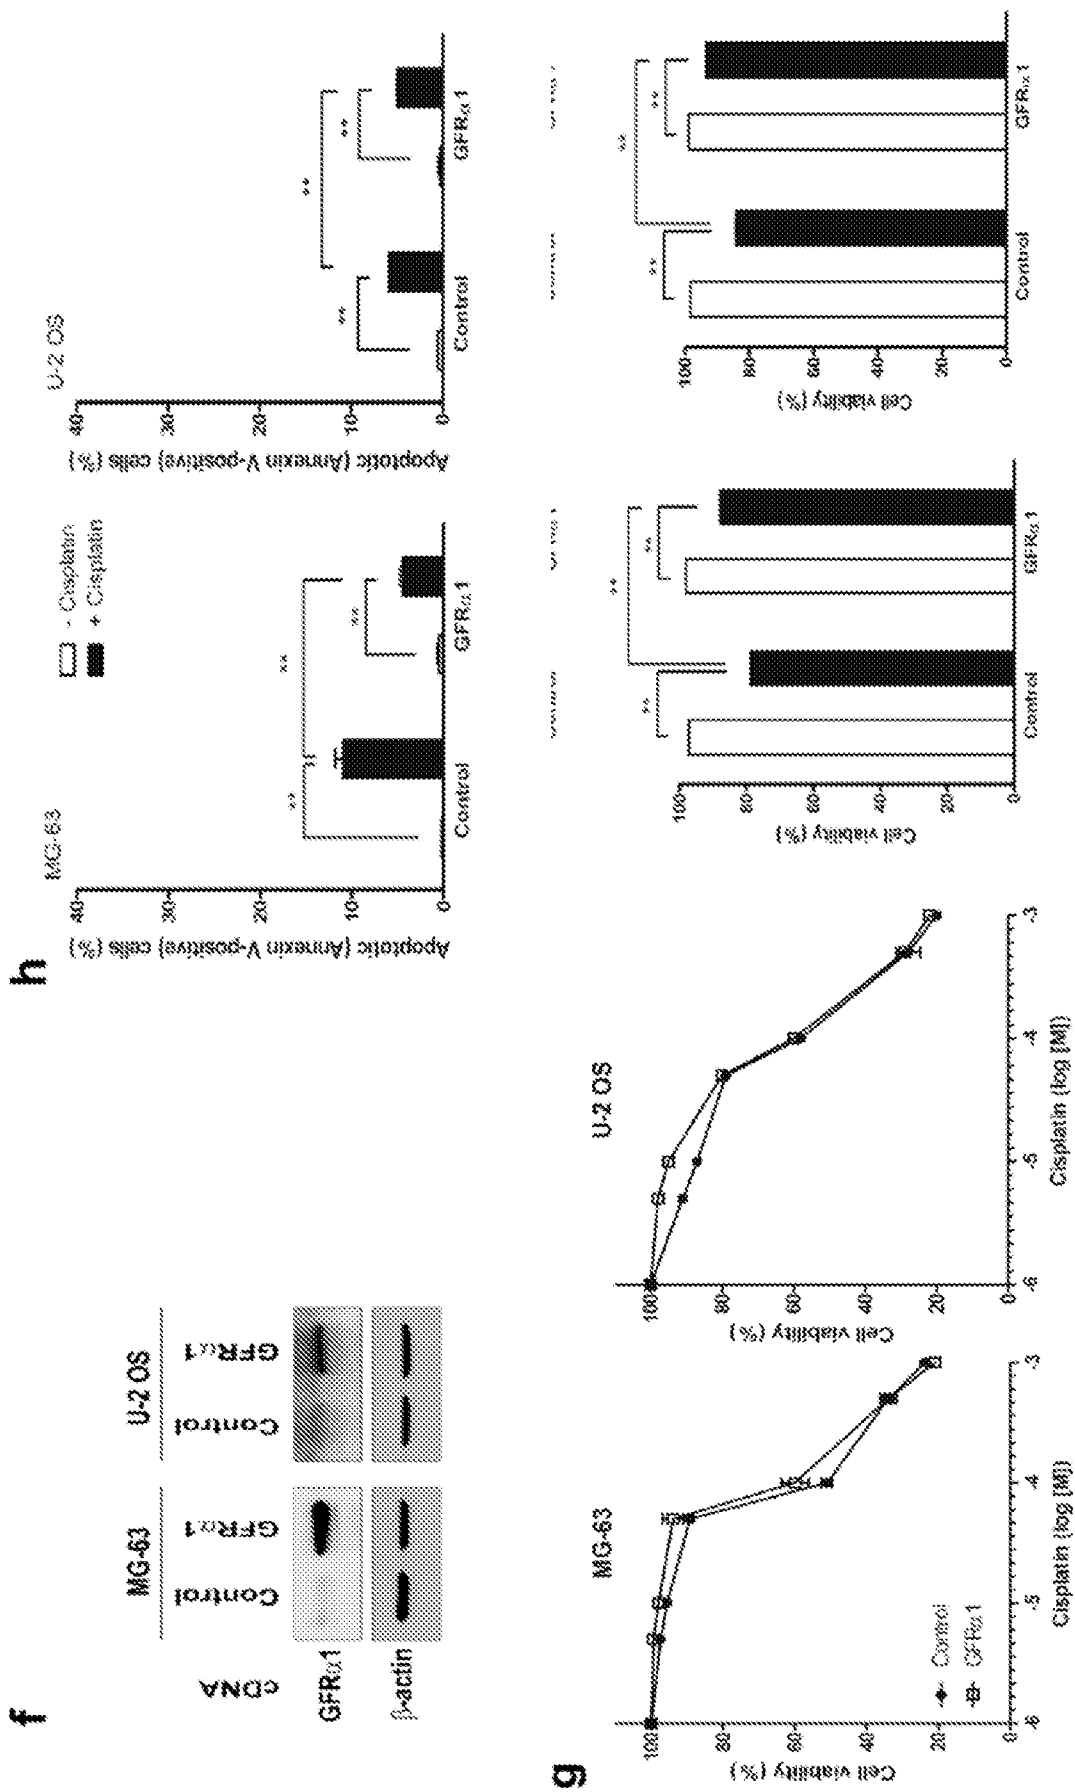 f
MG-63
U-2 OS
cDNA
Control
GFRα1
Control
GFRα1
GFRα1
β-actin
h
MG-63
U-2 OS
- Cisplatin
+ Cisplatin
Apoptotic (Annexin V-positive) cells (%)
40
30
20
10
0
**
**
**
Control
GFRα1
Apoptotic (Annexin V-positive) cells (%)
40
30
20
10
0
**
**
**
Control
GFRα1
g
MG-63
Cell viability (%)
100
80
60
40
20
0
Control
GFRα1
-6
-5
-4
-3
Cisplatin (log [M])
U-2 OS
Cell viability (%)
100
80
60
40
20
0
-6
-5
-4
-3
Cisplatin (log [M])
Cell viability (%)
100
80
60
40
20
0
**
**
**
Control
GFRα1
Cell viability (%)
100
80
60
40
20
0
**
**
**
Control
GFRα1